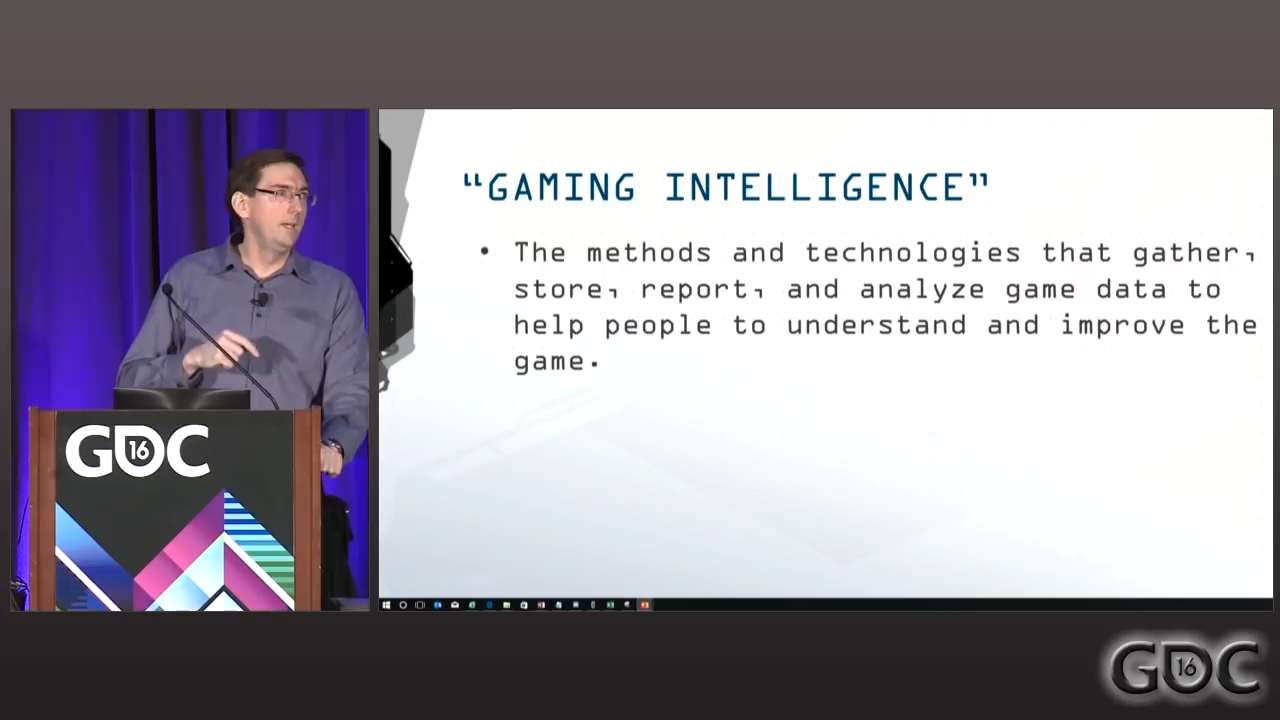 “GAMING INTELLIGENCE”
• The methods and technologies that gather,
store, report, and analyze game data to
help people to understand and improve the
game.
GDC 16
GDC 16